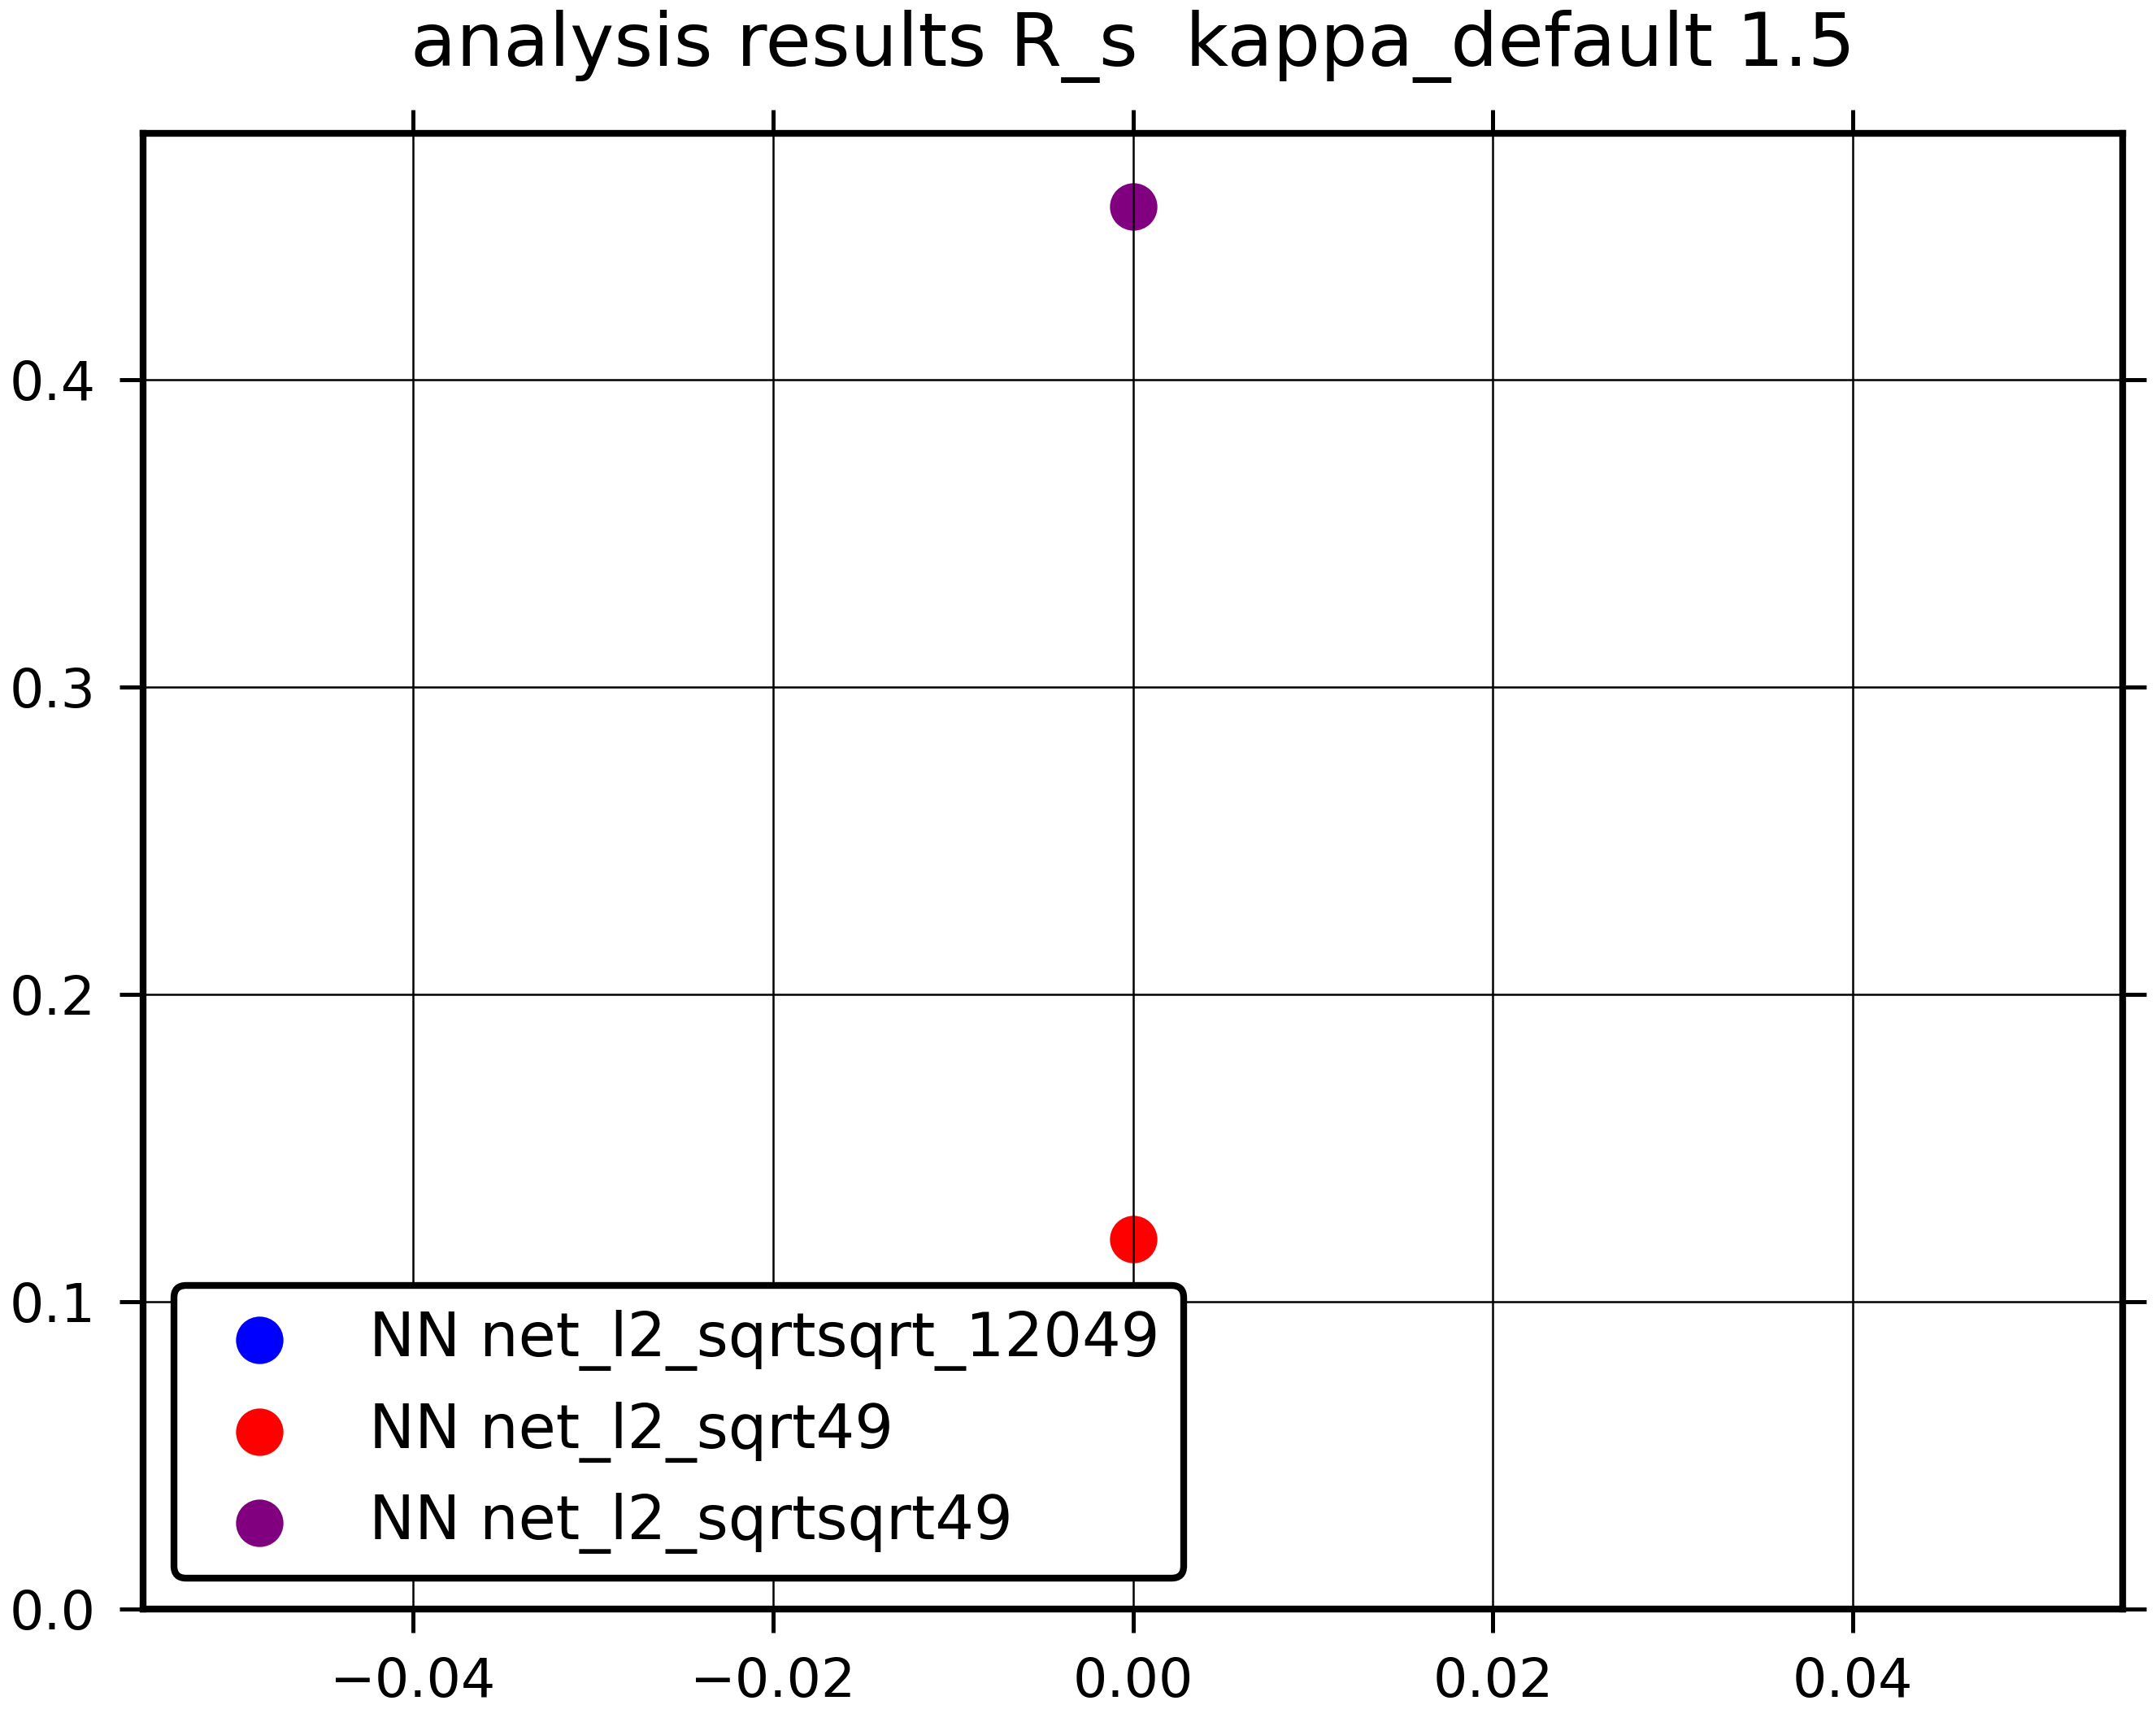 analysis results R_s  kappa_default 1.5
0.4
0.3
0.2
0.1
0.0
NN net_l2_sqrtsqrt_12049
NN net_l2_sqrt49
NN net_l2_sqrtsqrt49
−0.04 −0.02 0.00 0.02 0.04